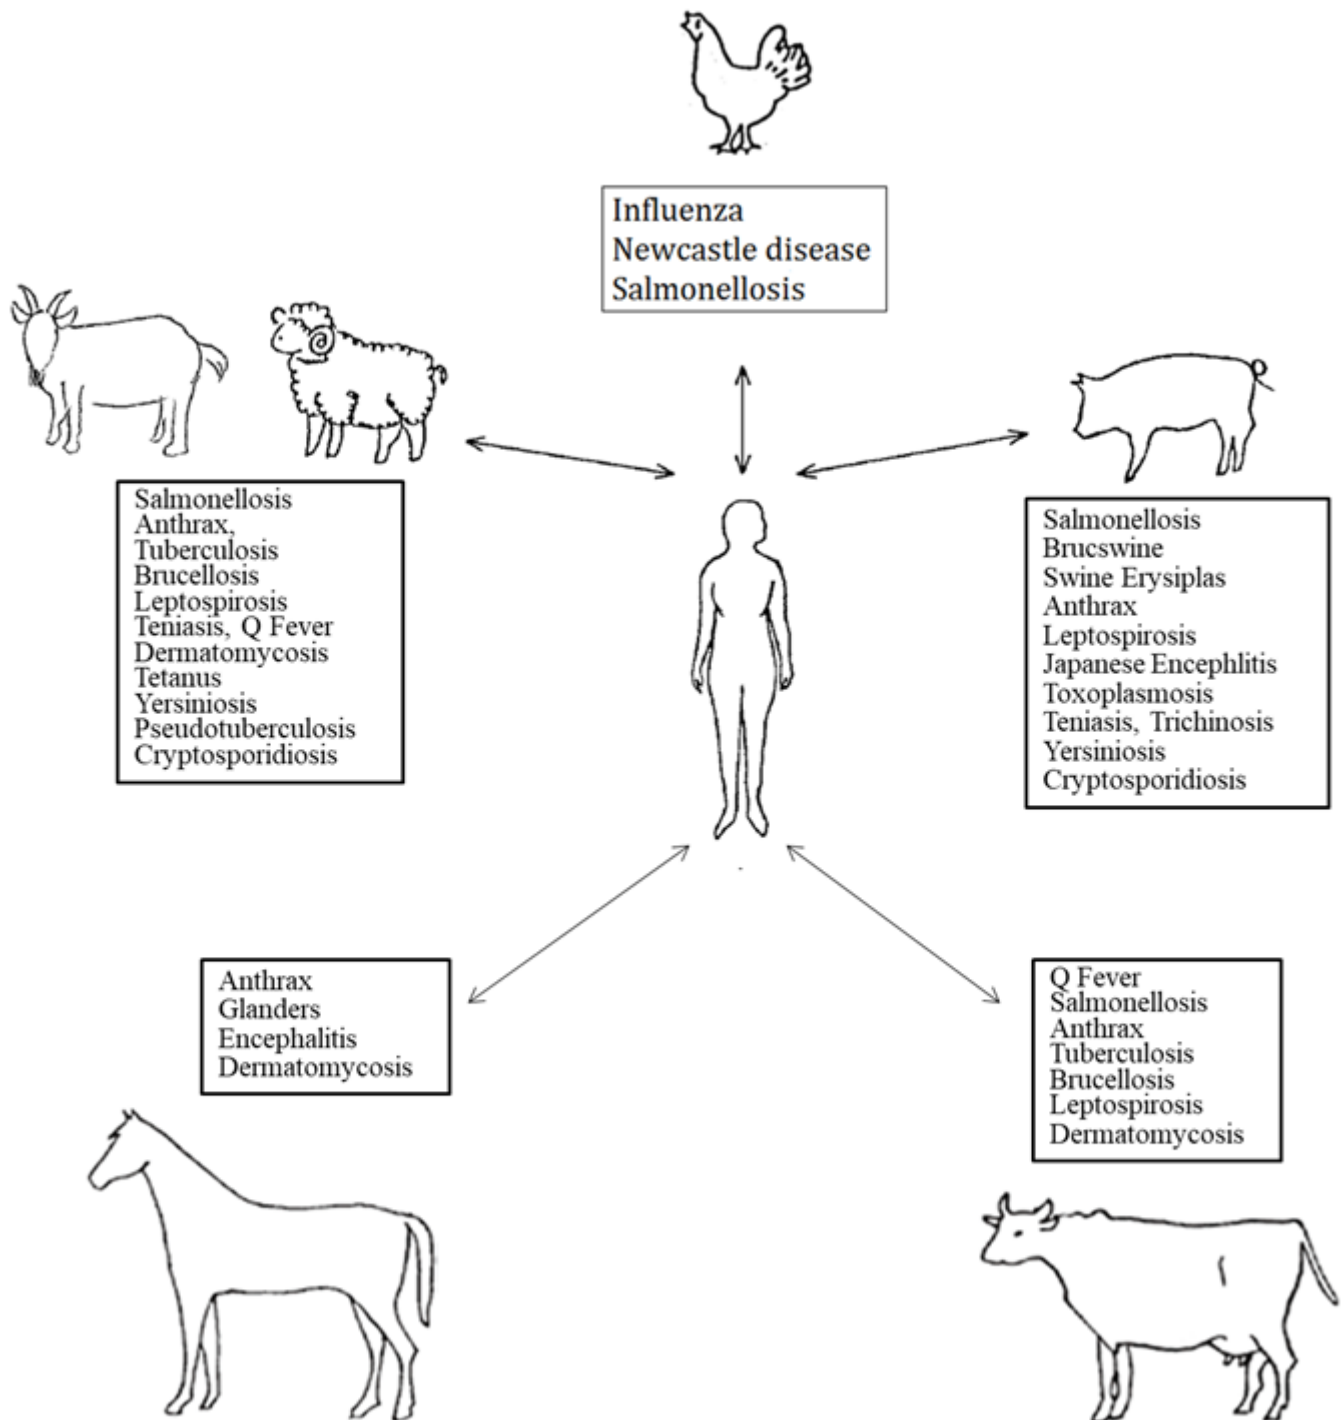 Influenza
Newcastle disease
Salmonellosis
Salmonellosis
Anthrax,
Tuberculosis
Brucellosis
Leptospirosis
Teniasis, Q Fever
Dermatomycosis
Tetanus
Yersiniosis
Pseudotuberculosis
Cryptosporidiosis
Salmonellosis
Brucswine
Swine Erysiplas
Anthrax
Leptospirosis
Japanese Encephlitis
Toxoplasmosis
Teniasis, Trichinosis
Yersiniosis
Cryptosporidiosis
Anthrax
Glanders
Encephalitis
Dermatomycosis
Q Fever
Salmonellosis
Anthrax
Tuberculosis
Brucellosis
Leptospirosis
Dermatomycosis